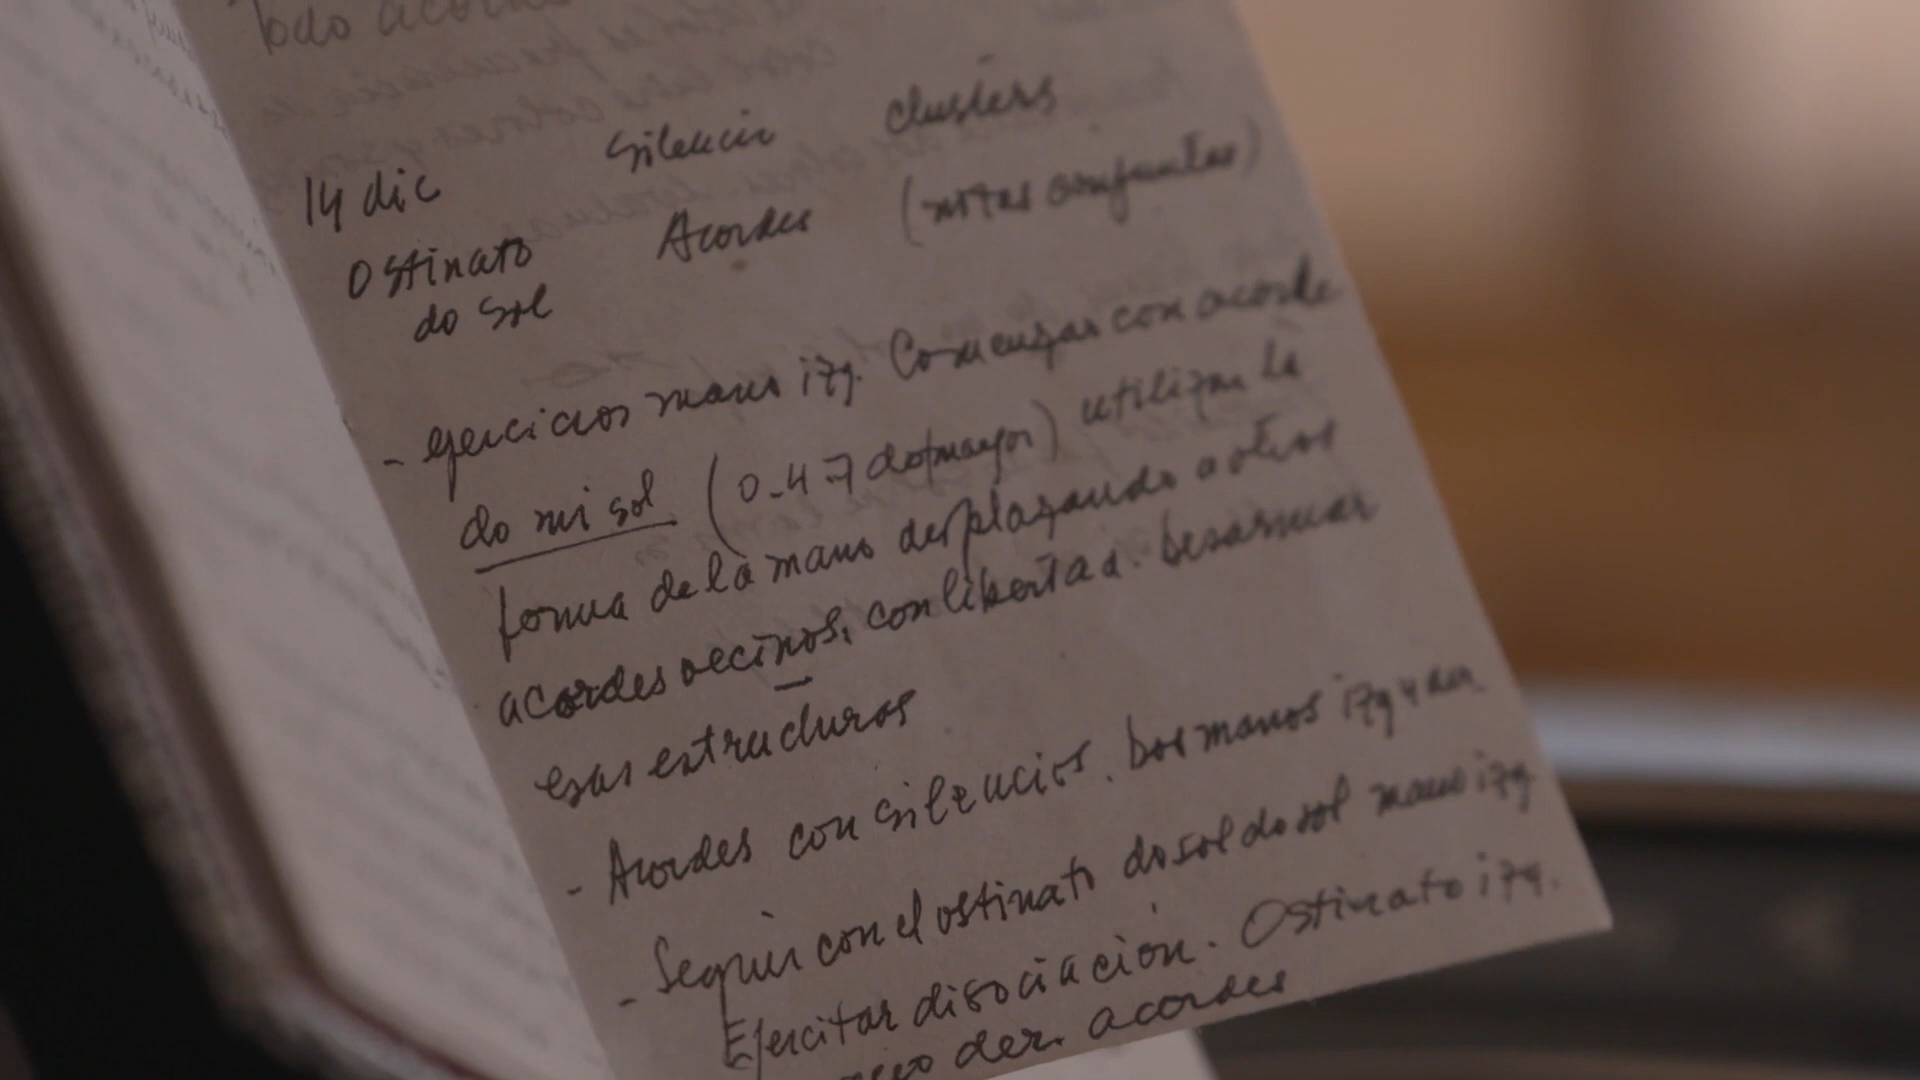 Todo
14 dic silencio clusters
Ostinato Acordes (notas conjuntas)
do sol
- ejercicios mano izq. Comenzar con acorde
do mi sol (0-4-7 do mayor) utilizar la
forma de la mano desplazando a otros
acordes vecinos, con libertad. Desarmar
esas estructuras
- Acordes con silencios. Dos manos izq y der
- Seguir con el ostinato do sol do sol mano izq
Ejercitar disociación. Ostinato izq.
der. acordes